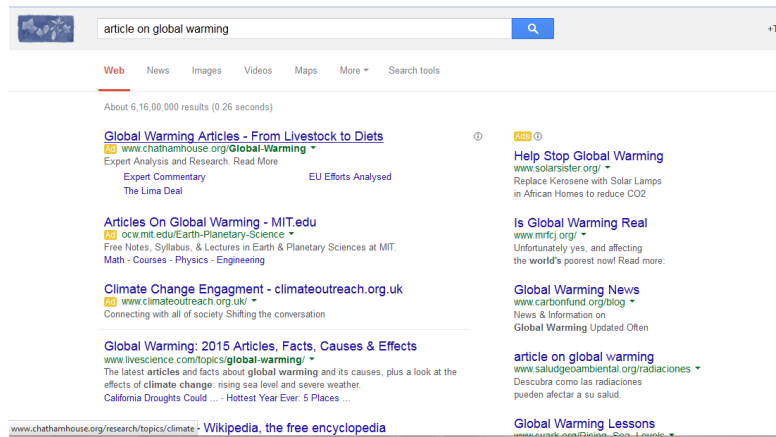 article on global warming
+T
Web News Images Videos Maps More Search tools
About 6,16,00,000 results (0.26 seconds)
Global Warming Articles - From Livestock to Diets
Ad www.chathamhouse.org/Global-Warming
Expert Analysis and Research. Read More
Expert Commentary EU Efforts Analysed
The Lima Deal
Articles On Global Warming - MIT.edu
Ad ocw.mit.edu/Earth-Planetary-Science
Free Notes, Syllabus, & Lectures in Earth & Planetary Sciences at MIT.
Math - Courses - Physics - Engineering
Climate Change Engagment - climateoutreach.org.uk
Ad www.climateoutreach.org.uk/
Connecting with all of society Shifting the conversation
Global Warming: 2015 Articles, Facts, Causes & Effects
www.livescience.com/topics/global-warming/
The latest articles and facts about global warming and its causes, plus a look at the
effects of climate change: rising sea level and severe weather.
California Droughts Could ... - Hottest Year Ever: 5 Places ...
www.chathamhouse.org/research/topics/climate - Wikipedia, the free encyclopedia
Ads
Help Stop Global Warming
www.solarsister.org/
Replace Kerosene with Solar Lamps
in African Homes to reduce CO2
Is Global Warming Real
www.mrfcj.org/
Unfortunately yes, and affecting
the world's poorest now! Read more:
Global Warming News
www.carbonfund.org/blog
News & Information on
Global Warming Updated Often
article on global warming
www.saludgeoambiental.org/radiaciones
Descubra como las radiaciones
pueden afectar a su salud.
Global Warming Lessons